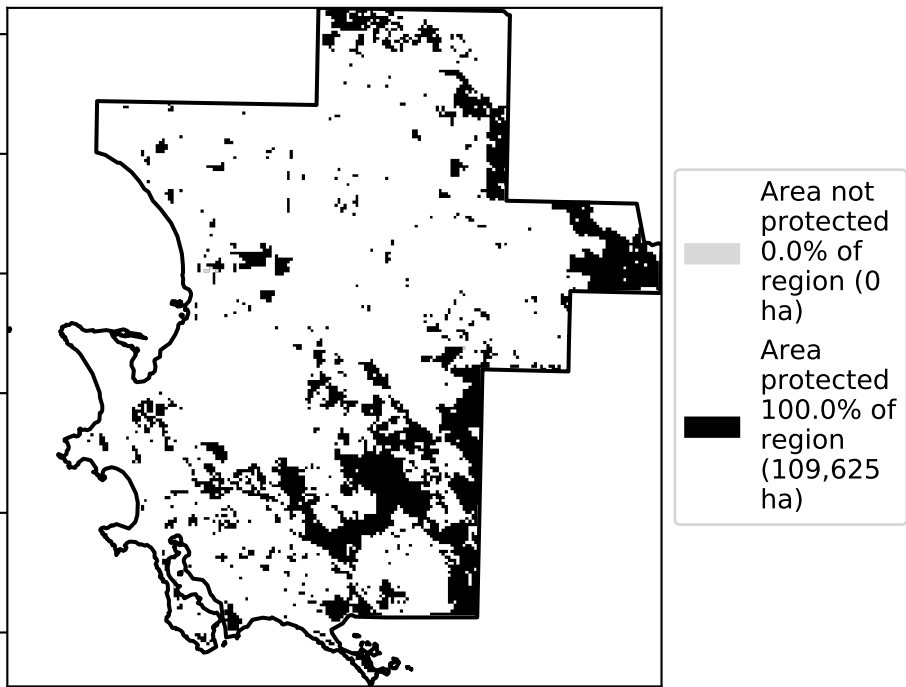 Area not
protected
0.0% of
region (0
ha)
Area
protected
100.0% of
region
(109,625
ha)